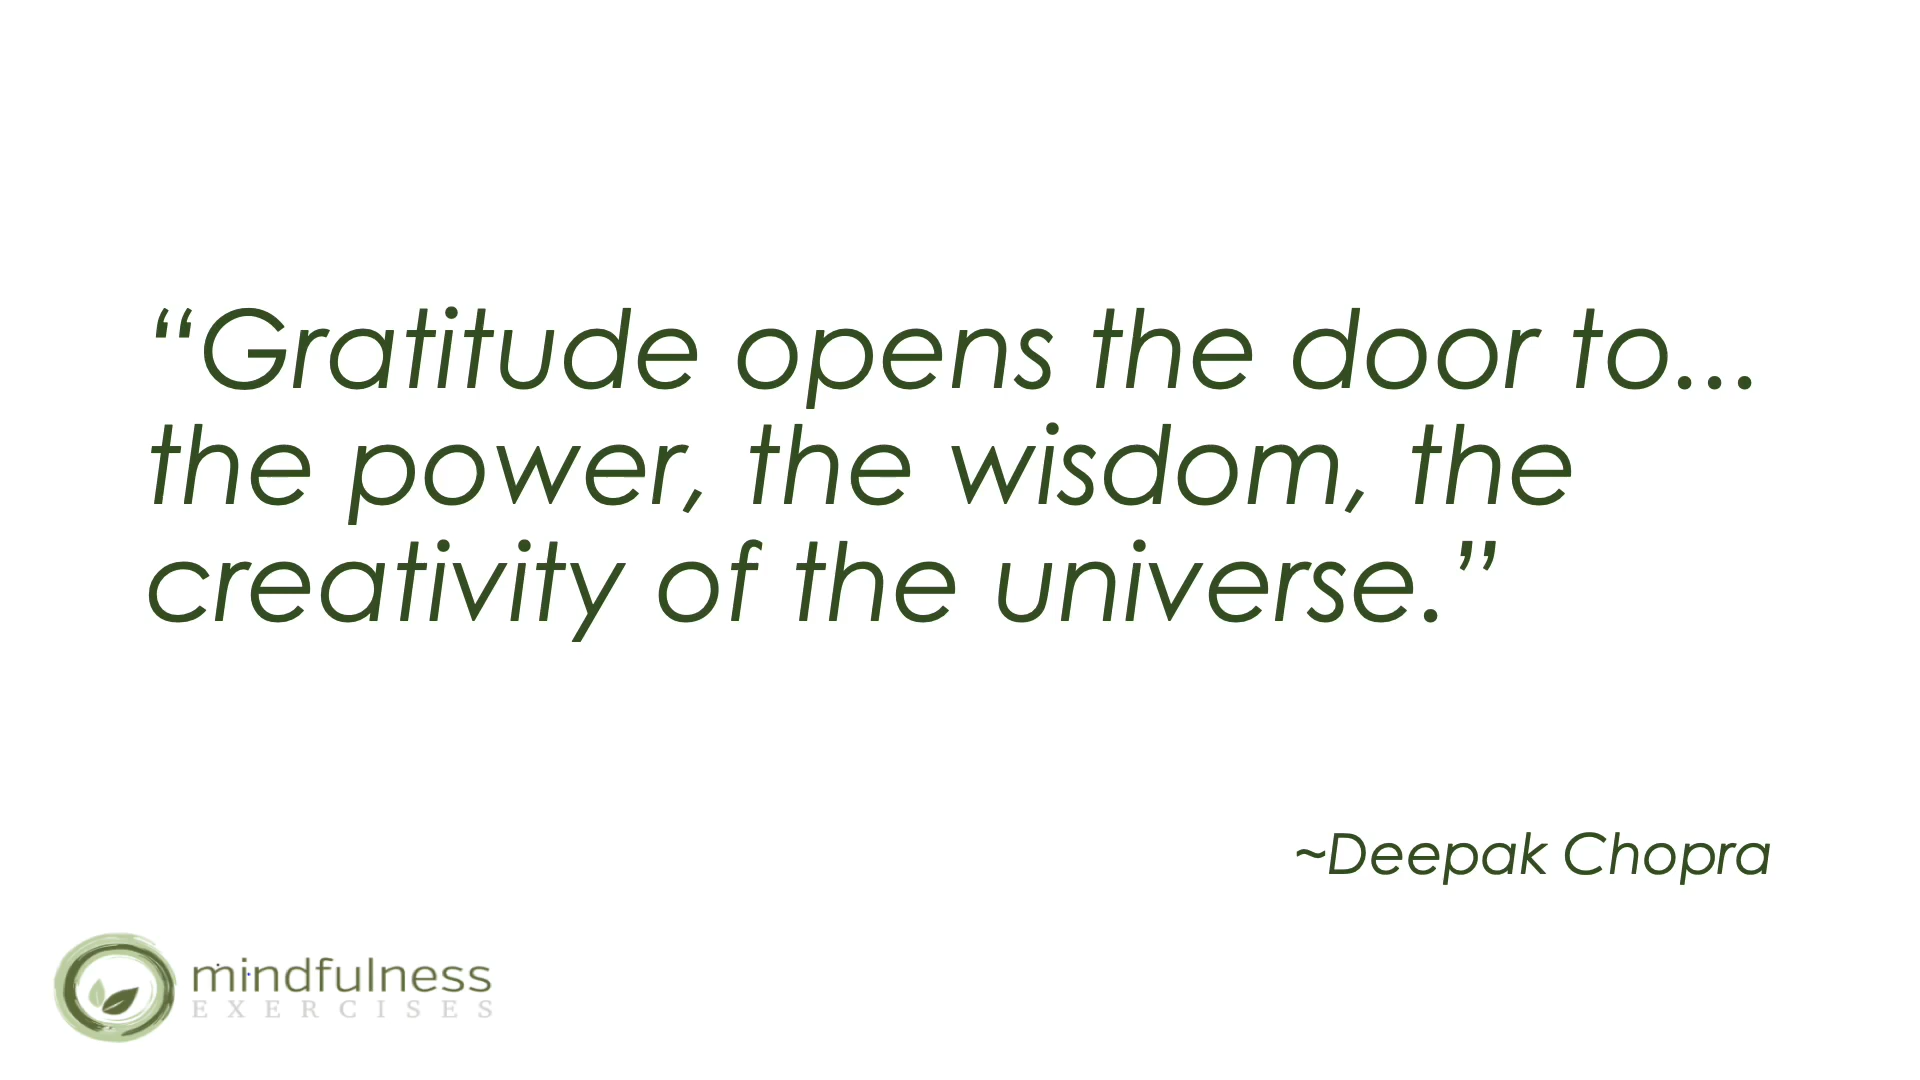 “Gratitude opens the door to...
the power, the wisdom, the
creativity of the universe.”
~Deepak Chopra
mindfulness
EXERCISES